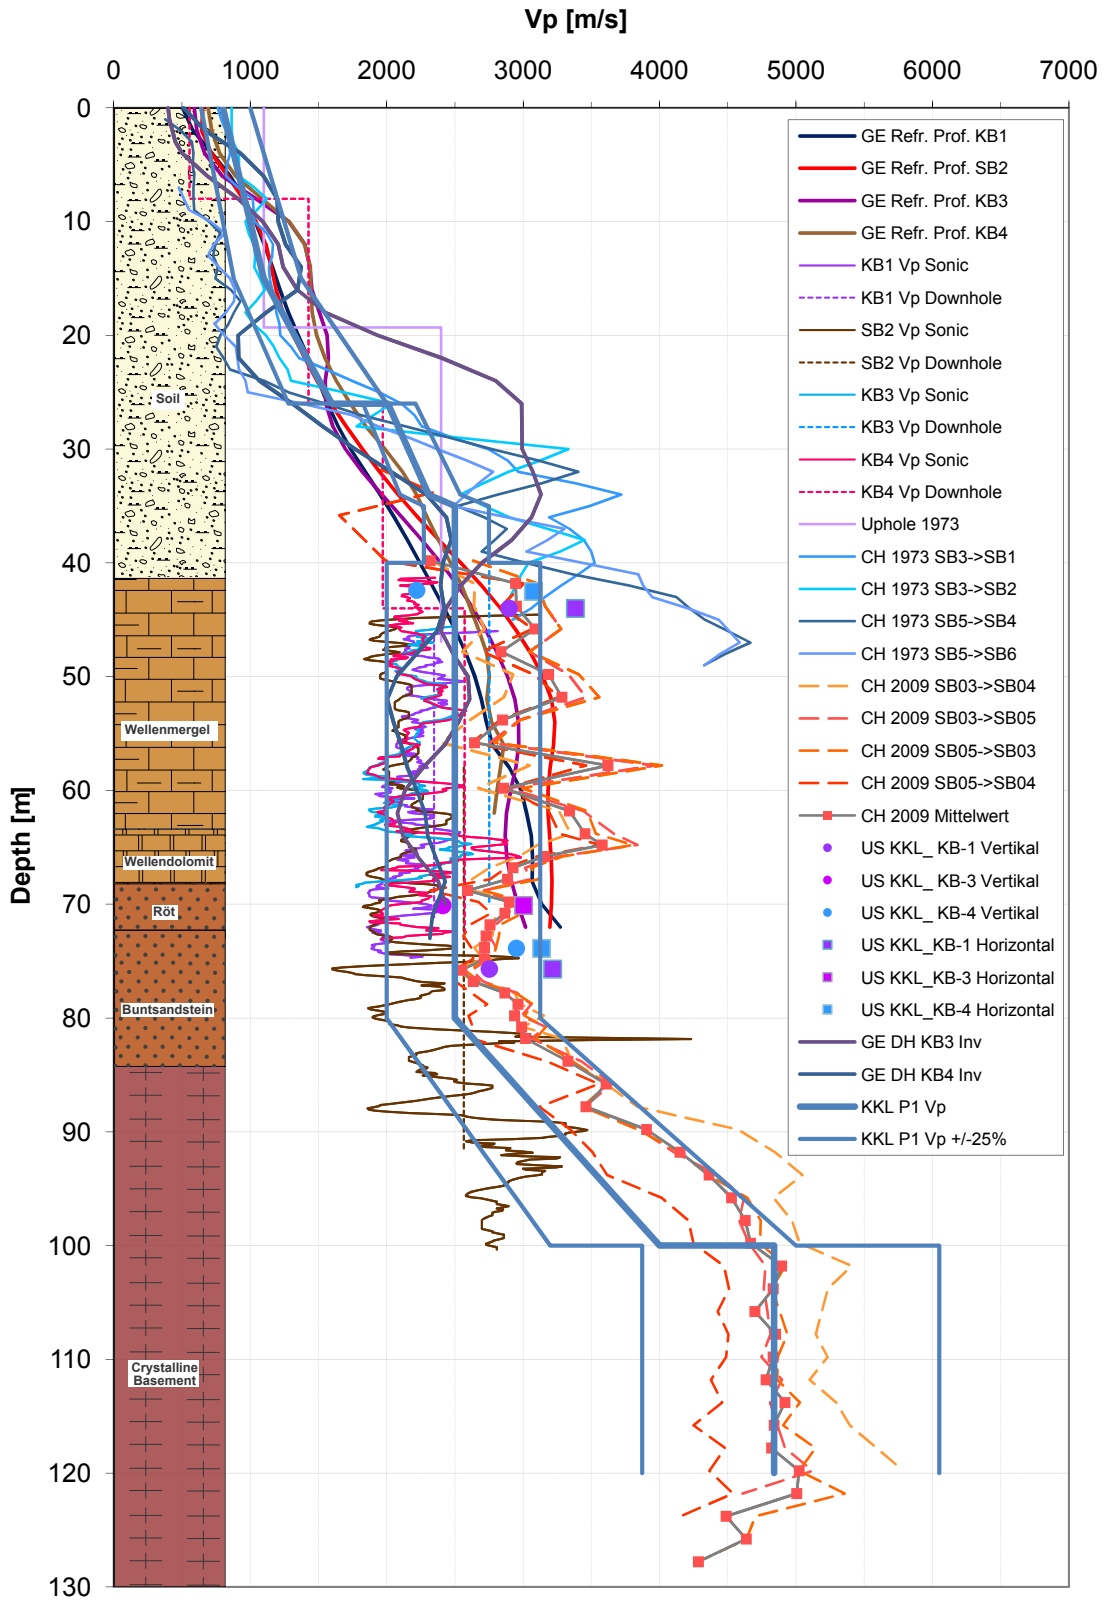 Vp [m/s]
0 1000 2000 3000 4000 5000 6000 7000
Depth [m]
0
10
20
30
40
50
60
70
80
90
100
110
120
130
Soil
Wellenmergel
Wellendolomit
Röt
Buntsandstein
Crystalline
Basement
GE Refr. Prof. KB1
GE Refr. Prof. SB2
GE Refr. Prof. KB3
GE Refr. Prof. KB4
KB1 Vp Sonic
KB1 Vp Downhole
SB2 Vp Sonic
SB2 Vp Downhole
KB3 Vp Sonic
KB3 Vp Downhole
KB4 Vp Sonic
KB4 Vp Downhole
Uphole 1973
CH 1973 SB3->SB1
CH 1973 SB3->SB2
CH 1973 SB5->SB4
CH 1973 SB5->SB6
CH 2009 SB03->SB04
CH 2009 SB03->SB05
CH 2009 SB05->SB03
CH 2009 SB05->SB04
CH 2009 Mittelwert
US KKL_ KB-1 Vertikal
US KKL_ KB-3 Vertikal
US KKL_ KB-4 Vertikal
US KKL_KB-1 Horizontal
US KKL_KB-3 Horizontal
US KKL_KB-4 Horizontal
GE DH KB3 Inv
GE DH KB4 Inv
KKL P1 Vp
KKL P1 Vp +/-25%